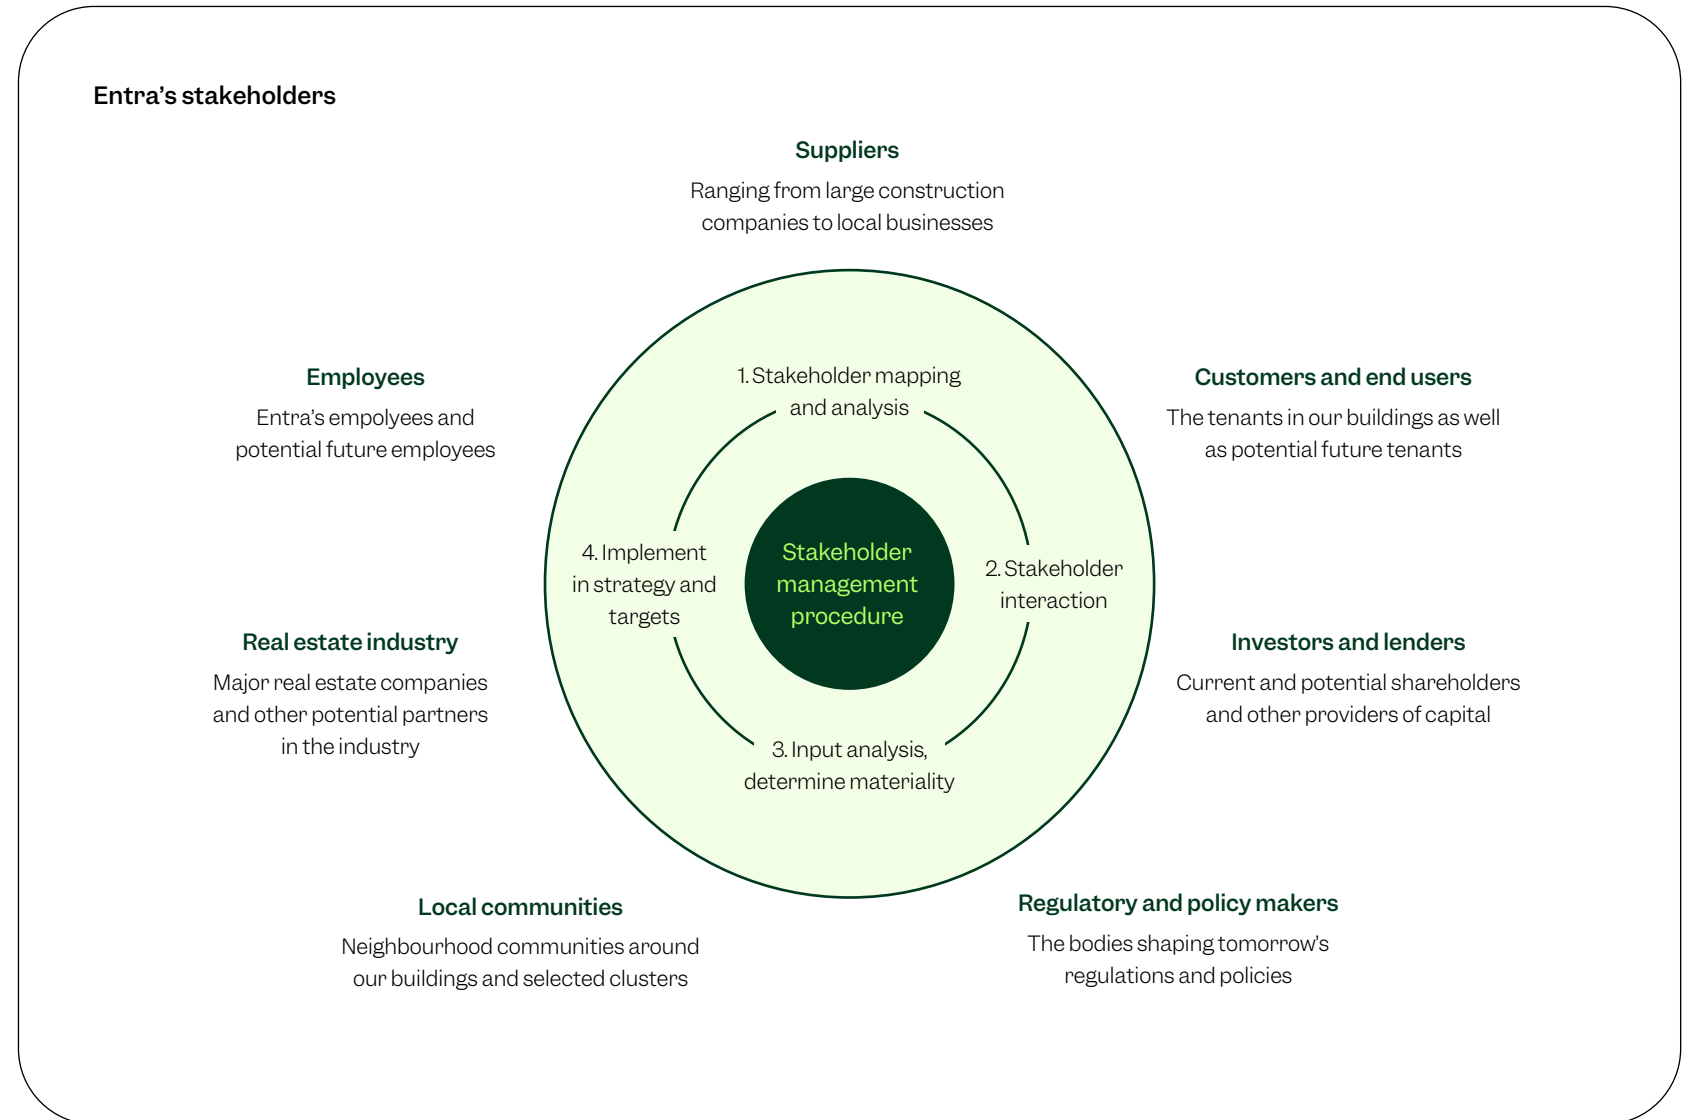 Entra’s stakeholders
Suppliers
Ranging from large construction
companies to local businesses
Employees
Entra’s empolyees and
potential future employees
Customers and end users
The tenants in our buildings as well
as potential future tenants
1. Stakeholder mapping
and analysis
2. Stakeholder
interaction
3. Input analysis,
determine materiality
4. Implement
in strategy and
targets
Stakeholder
management
procedure
Real estate industry
Major real estate companies
and other potential partners
in the industry
Investors and lenders
Current and potential shareholders
and other providers of capital
Local communities
Neighbourhood communities around
our buildings and selected clusters
Regulatory and policy makers
The bodies shaping tomorrow’s
regulations and policies